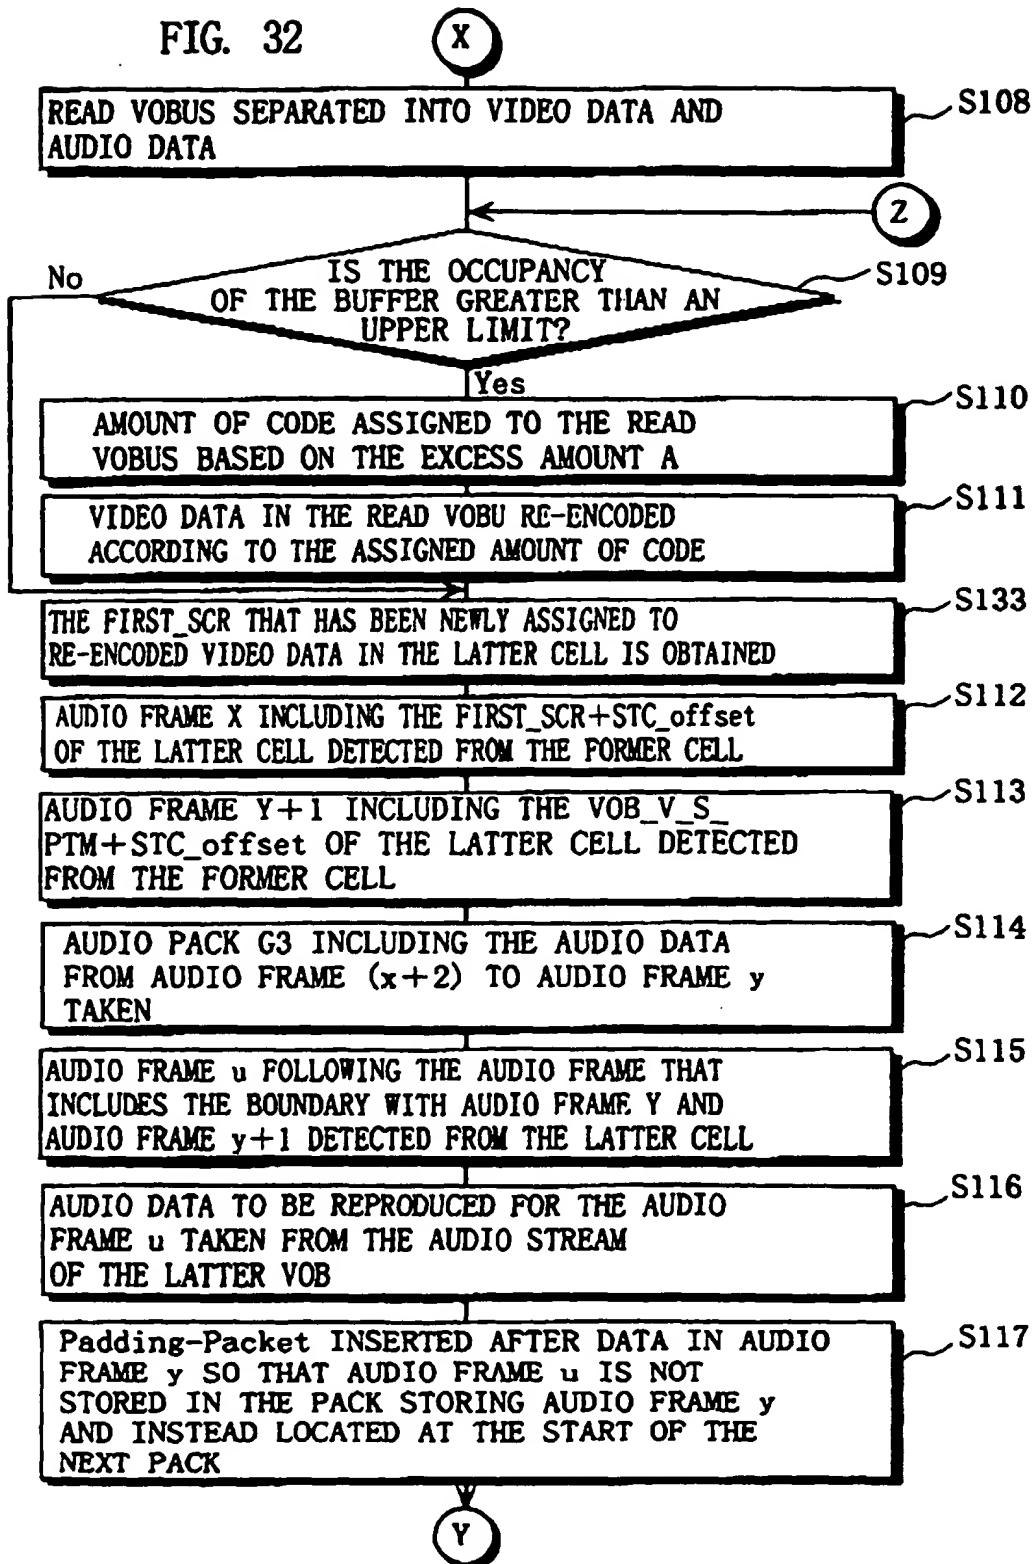 FIG. 32
X
READ VOBUS SEPARATED INTO VIDEO DATA AND
AUDIO DATA
S108
Z
No
IS THE OCCUPANCY
OF THE BUFFER GREATER THAN AN
UPPER LIMIT?
S109
Yes
AMOUNT OF CODE ASSIGNED TO THE READ
VOBUS BASED ON THE EXCESS AMOUNT A
S110
VIDEO DATA IN THE READ VOBU RE-ENCODED
ACCORDING TO THE ASSIGNED AMOUNT OF CODE
S111
THE FIRST_SCR THAT HAS BEEN NEWLY ASSIGNED TO
RE-ENCODED VIDEO DATA IN THE LATTER CELL IS OBTAINED
S133
AUDIO FRAME X INCLUDING THE FIRST_SCR+STC_offset
OF THE LATTER CELL DETECTED FROM THE FORMER CELL
S112
AUDIO FRAME Y+1 INCLUDING THE VOB_V_S_
PTM+STC_offset OF THE LATTER CELL DETECTED
FROM THE FORMER CELL
S113
AUDIO PACK G3 INCLUDING THE AUDIO DATA
FROM AUDIO FRAME (x+2) TO AUDIO FRAME y
TAKEN
S114
AUDIO FRAME u FOLLOWING THE AUDIO FRAME THAT
INCLUDES THE BOUNDARY WITH AUDIO FRAME Y AND
AUDIO FRAME y+1 DETECTED FROM THE LATTER CELL
S115
AUDIO DATA TO BE REPRODUCED FOR THE AUDIO
FRAME u TAKEN FROM THE AUDIO STREAM
OF THE LATTER VOB
S116
Padding-Packet INSERTED AFTER DATA IN AUDIO
FRAME y SO THAT AUDIO FRAME u IS NOT
STORED IN THE PACK STORING AUDIO FRAME y
AND INSTEAD LOCATED AT THE START OF THE
NEXT PACK
S117
Y